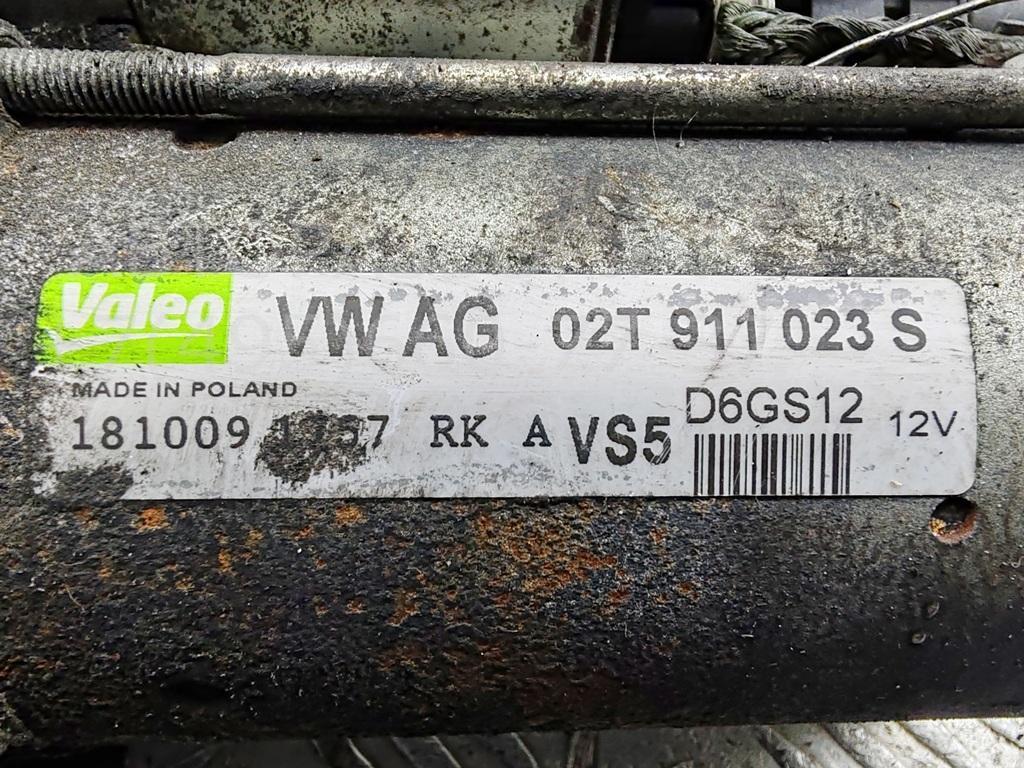 Valeo VW AG 02T 911 023 S
MADE IN POLAND
181009 RK A VS5 D6GS12 12V